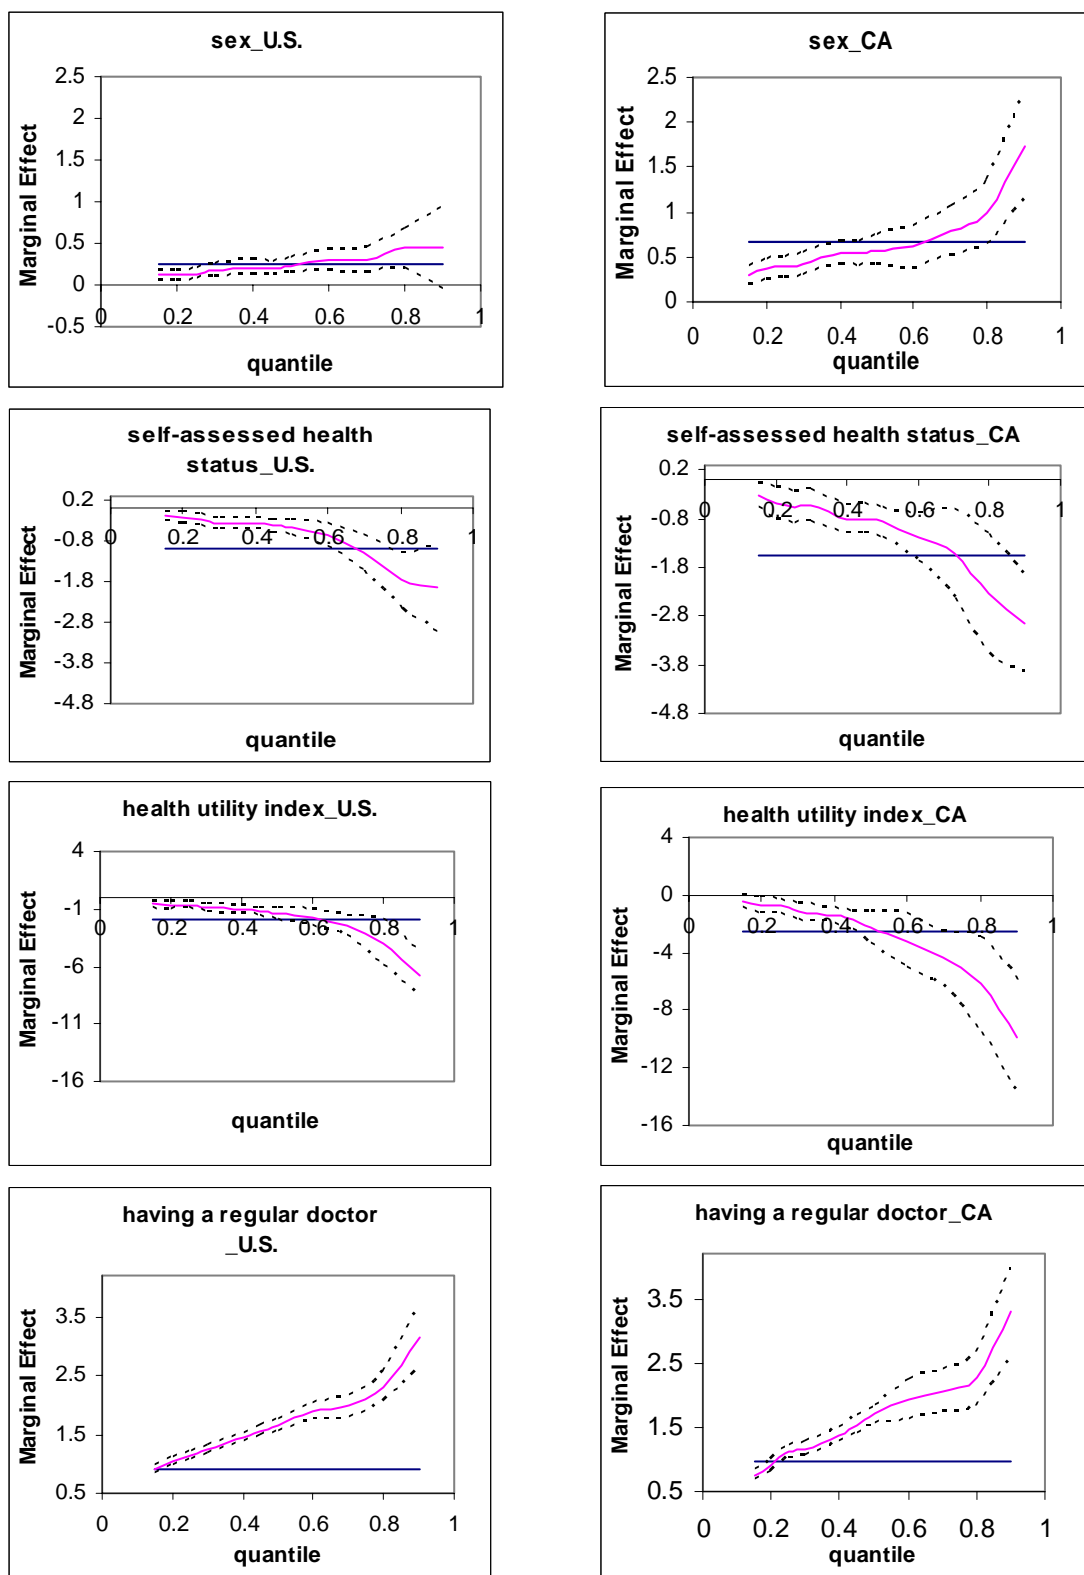 sex_U.S.
2.5
2
1.5
1
0.5
0
-0.5
0 0.2 0.4 0.6 0.8 1
Marginal Effect
quantile
sex_CA
2.5
2
1.5
1
0.5
0
0 0.2 0.4 0.6 0.8 1
Marginal Effect
quantile
self-assessed health
status_U.S.
0.2
-0.8
-1.8
-2.8
-3.8
-4.8
0 0.2 0.4 0.6 0.8 1
Marginal Effect
quantile
self-assessed health status_CA
0.2
-0.8
-1.8
-2.8
-3.8
-4.8
0 0.2 0.4 0.6 0.8 1
Marginal Effect
quantile
health utility index_U.S.
4
-1
-6
-11
-16
0 0.2 0.4 0.6 0.8 1
Marginal Effect
quantile
health utility index_CA
4
0
-4
-8
-12
-16
0 0.2 0.4 0.6 0.8 1
Marginal Effect
quantile
having a regular doctor
_U.S.
3.5
2.5
1.5
0.5
0 0.2 0.4 0.6 0.8 1
Marginal Effect
quantile
having a regular doctor_CA
3.5
2.5
1.5
0.5
0 0.2 0.4 0.6 0.8 1
Marginal Effect
quantile